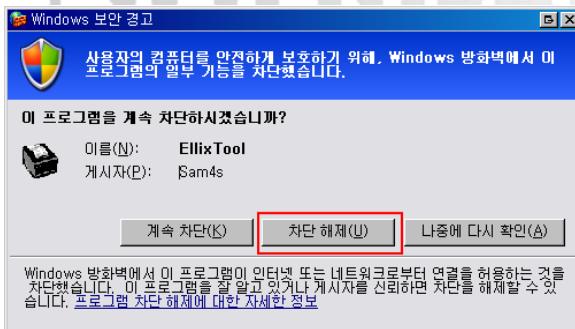 Windows 보안 경고
사용자의 컴퓨터를 안전하게 보호하기 위해, Windows 방화벽에서 이
프로그램의 일부 기능을 차단했습니다.
이 프로그램을 계속 차단하시겠습니까?
이름(N): EllixTool
게시자(P): Sam4s
계속 차단(K) 차단 해제(U) 나중에 다시 확인(A)
Windows 방화벽에서 이 프로그램이 인터넷 또는 네트워크로부터 연결을 허용하는 것을
차단했습니다. 이 프로그램을 잘 알고 있거나 게시자를 신뢰하면 차단을 해제할 수 있
습니다. 프로그램 차단 해제에 대한 자세한 정보